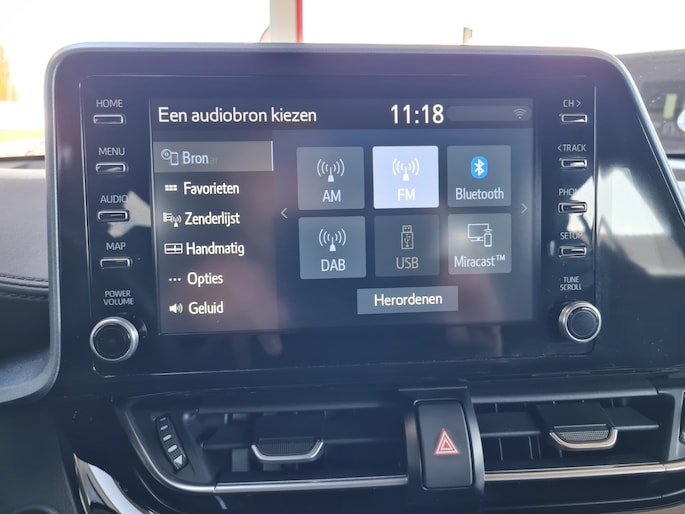 HOME
MENU
AUDIO
MAP
POWER
VOLUME
Een audiobron kiezen
11:18
Bron
Favorieten
Zenderlijst
Handmatig
Opties
Geluid
AM
FM
Bluetooth
DAB
USB
Miracast™
Herordenen
CH >
< TRACK
PHONE
SETUP
TUNE
SCROLL